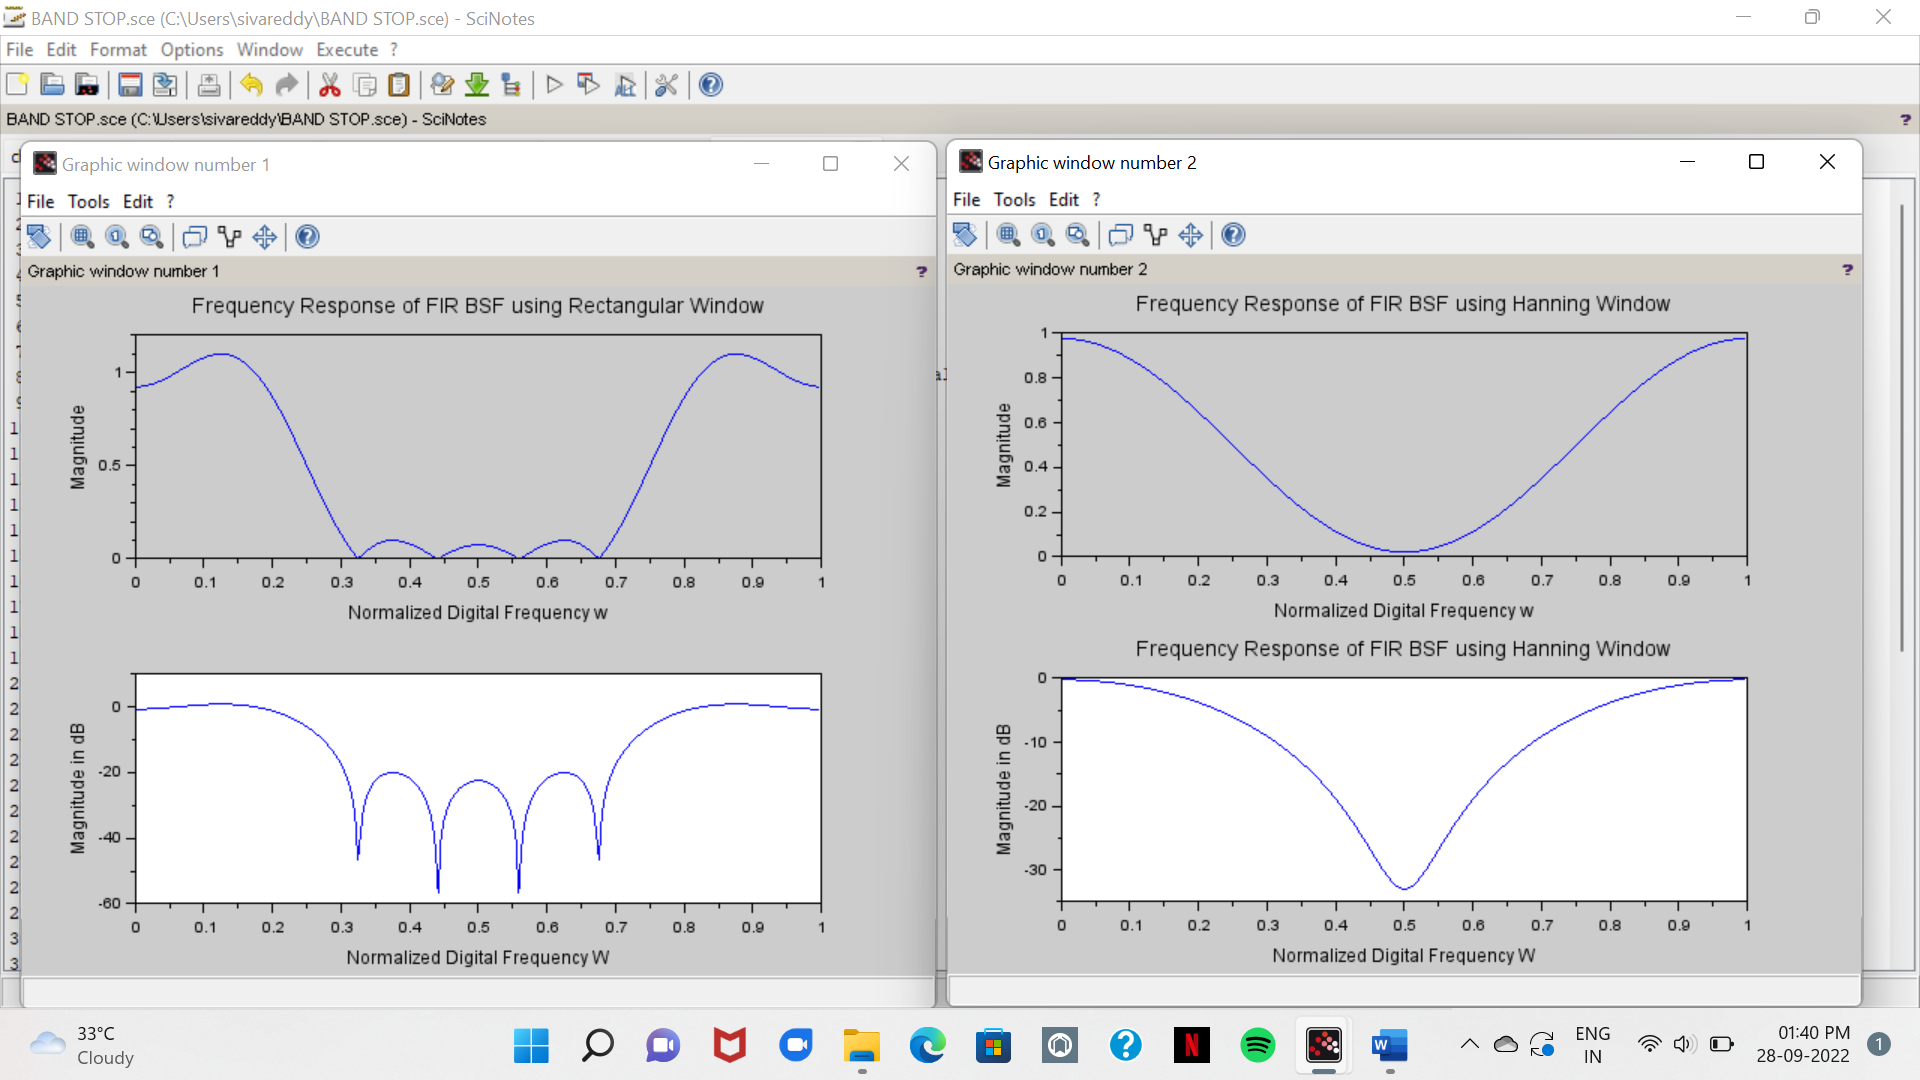 BAND STOP.sce (C:\Users\sivareddy\BAND STOP.sce) - SciNotes
File Edit Format Options Window Execute ?
BAND STOP.sce (C:\Users\sivareddy\BAND STOP.sce) - SciNotes ?
Graphic window number 1
File Tools Edit ?
Graphic window number 1 ?
Frequency Response of FIR BSF using Rectangular Window
Magnitude
1
0.5
0
0 0.1 0.2 0.3 0.4 0.5 0.6 0.7 0.8 0.9 1
Normalized Digital Frequency w
Magnitude in dB
0
-20
-40
-60
0 0.1 0.2 0.3 0.4 0.5 0.6 0.7 0.8 0.9 1
Normalized Digital Frequency W
Graphic window number 2
File Tools Edit ?
Graphic window number 2 ?
Frequency Response of FIR BSF using Hanning Window
Magnitude
1
0.8
0.6
0.4
0.2
0
0 0.1 0.2 0.3 0.4 0.5 0.6 0.7 0.8 0.9 1
Normalized Digital Frequency w
Frequency Response of FIR BSF using Hanning Window
Magnitude in dB
0
-10
-20
-30
0 0.1 0.2 0.3 0.4 0.5 0.6 0.7 0.8 0.9 1
Normalized Digital Frequency W
33°C
Cloudy
ENG
IN
01:40 PM
28-09-2022
1